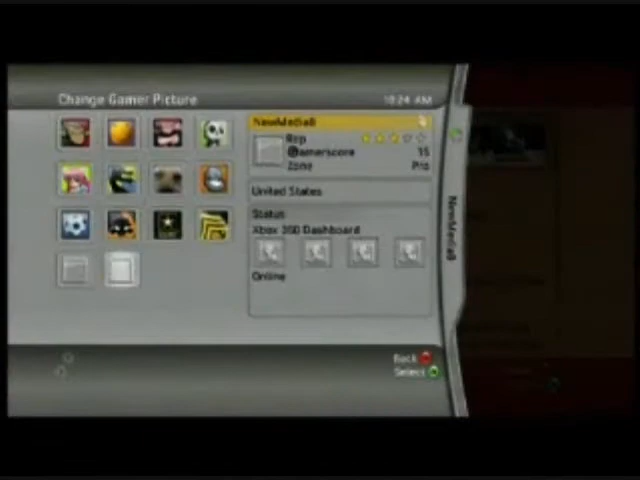 Change Gamer Picture
10:24 AM
NewMedia8
Rep
Gamerscore 15
Zone Pro
United States
Status
Xbox 360 Dashboard
Online
NewMedia8
Back B
Select A